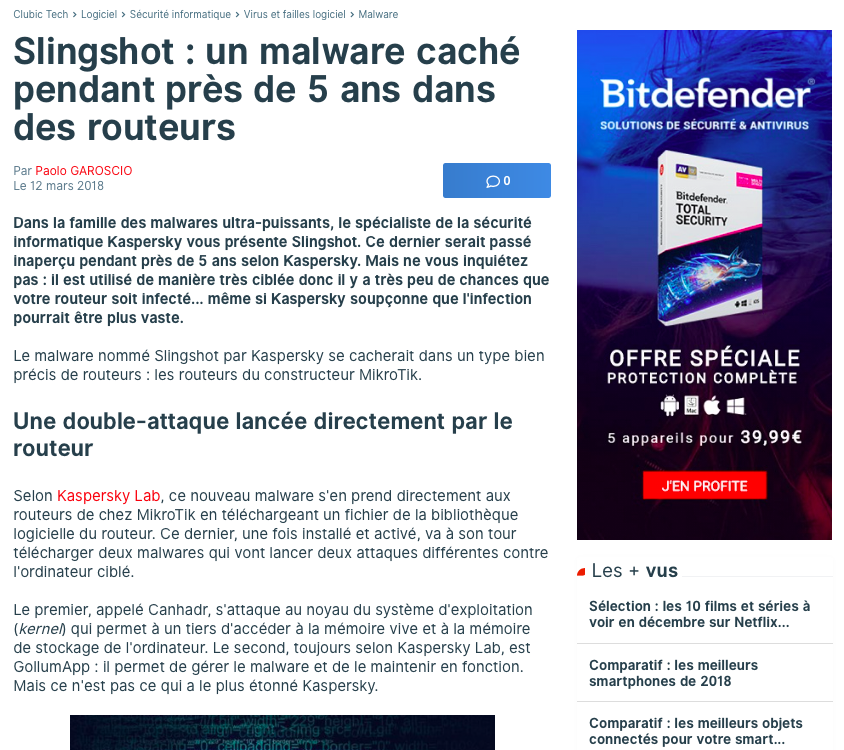 Clubic Tech > Logiciel > Sécurité informatique > Virus et failles logiciel > Malware
Slingshot : un malware caché
pendant près de 5 ans dans
des routeurs
Par Paolo GAROSCIO
Le 12 mars 2018
0
Dans la famille des malwares ultra-puissants, le spécialiste de la sécurité
informatique Kaspersky vous présente Slingshot. Ce dernier serait passé
inaperçu pendant près de 5 ans selon Kaspersky. Mais ne vous inquiétez
pas : il est utilisé de manière très ciblée donc il y a très peu de chances que
votre routeur soit infecté... même si Kaspersky soupçonne que l'infection
pourrait être plus vaste.
Le malware nommé Slingshot par Kaspersky se cacherait dans un type bien
précis de routeurs : les routeurs du constructeur MikroTik.
Une double-attaque lancée directement par le
routeur
Selon Kaspersky Lab, ce nouveau malware s'en prend directement aux
routeurs de chez MikroTik en téléchargeant un fichier de la bibliothèque
logicielle du routeur. Ce dernier, une fois installé et activé, va à son tour
télécharger deux malwares qui vont lancer deux attaques différentes contre
l'ordinateur ciblé.
Le premier, appelé Canhadr, s'attaque au noyau du système d'exploitation
(kernel) qui permet à un tiers d'accéder à la mémoire vive et à la mémoire
de stockage de l'ordinateur. Le second, toujours selon Kaspersky Lab, est
GollumApp : il permet de gérer le malware et de le maintenir en fonction.
Mais ce n'est pas ce qui a le plus étonné Kaspersky.
Bitdefender®
SOLUTIONS DE SÉCURITÉ & ANTIVIRUS
AV
Bitdefender
TOTAL
SECURITY
OFFRE SPÉCIALE
PROTECTION COMPLÈTE
Mac
5 appareils pour 39,99€
J'EN PROFITE
Les + vus
Sélection : les 10 films et séries à
voir en décembre sur Netflix...
Comparatif : les meilleurs
smartphones de 2018
Comparatif : les meilleurs objets
connectés pour votre smart...